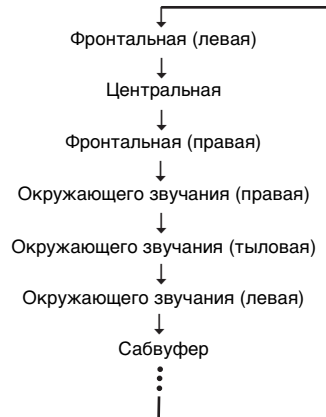 Фронтальная (левая)
Центральная
Фронтальная (правая)
Окружающего звучания (правая)
Окружающего звучания (тыловая)
Окружающего звучания (левая)
Сабвуфер